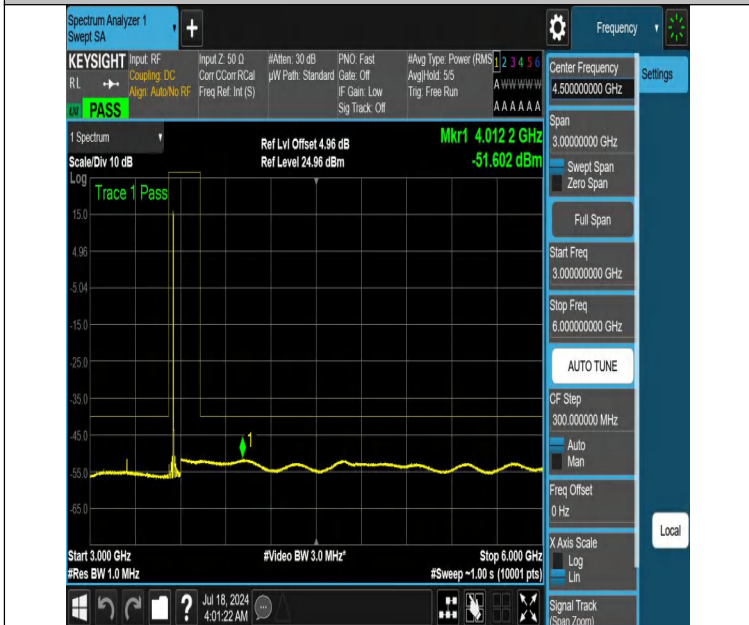 Spectrum Analyzer 1
Swept SA
Frequency
KEYSIGHT
RL
PASS
Input: RF
Coupling: DC
Align: Auto/No RF
Input Z: 50 Ω
Corr CCorr RCal
Freq Ref: Int (S)
#Atten: 30 dB
µW Path: Standard
PNO: Fast
Gate: Off
IF Gain: Low
Sig Track: Off
#Avg Type: Power (RMS
Avg|Hold: 5/5
Trig: Free Run
1 2 3 4 5 6
A W W W W W
A A A A A A
1 Spectrum
Scale/Div 10 dB
Ref Lvl Offset 4.96 dB
Ref Level 24.96 dBm
Mkr1 4.012 2 GHz
-51.602 dBm
Log
Trace 1 Pass
15.0
4.96
-5.04
-15.0
-25.0
-35.0
-45.0
-55.0
-65.0
1
Start 3.000 GHz
#Res BW 1.0 MHz
#Video BW 3.0 MHz*
Stop 6.000 GHz
#Sweep ~1.00 s (10001 pts)
?
Jul 18, 2024
4:01:22 AM
Center Frequency
4.500000000 GHz
Settings
Span
3.00000000 GHz
Swept Span
Zero Span
Full Span
Start Freq
3.000000000 GHz
Stop Freq
6.000000000 GHz
AUTO TUNE
CF Step
300.000000 MHz
Auto
Man
Freq Offset
0 Hz
X Axis Scale
Log
Lin
Local
Signal Track
(Span Zoom)